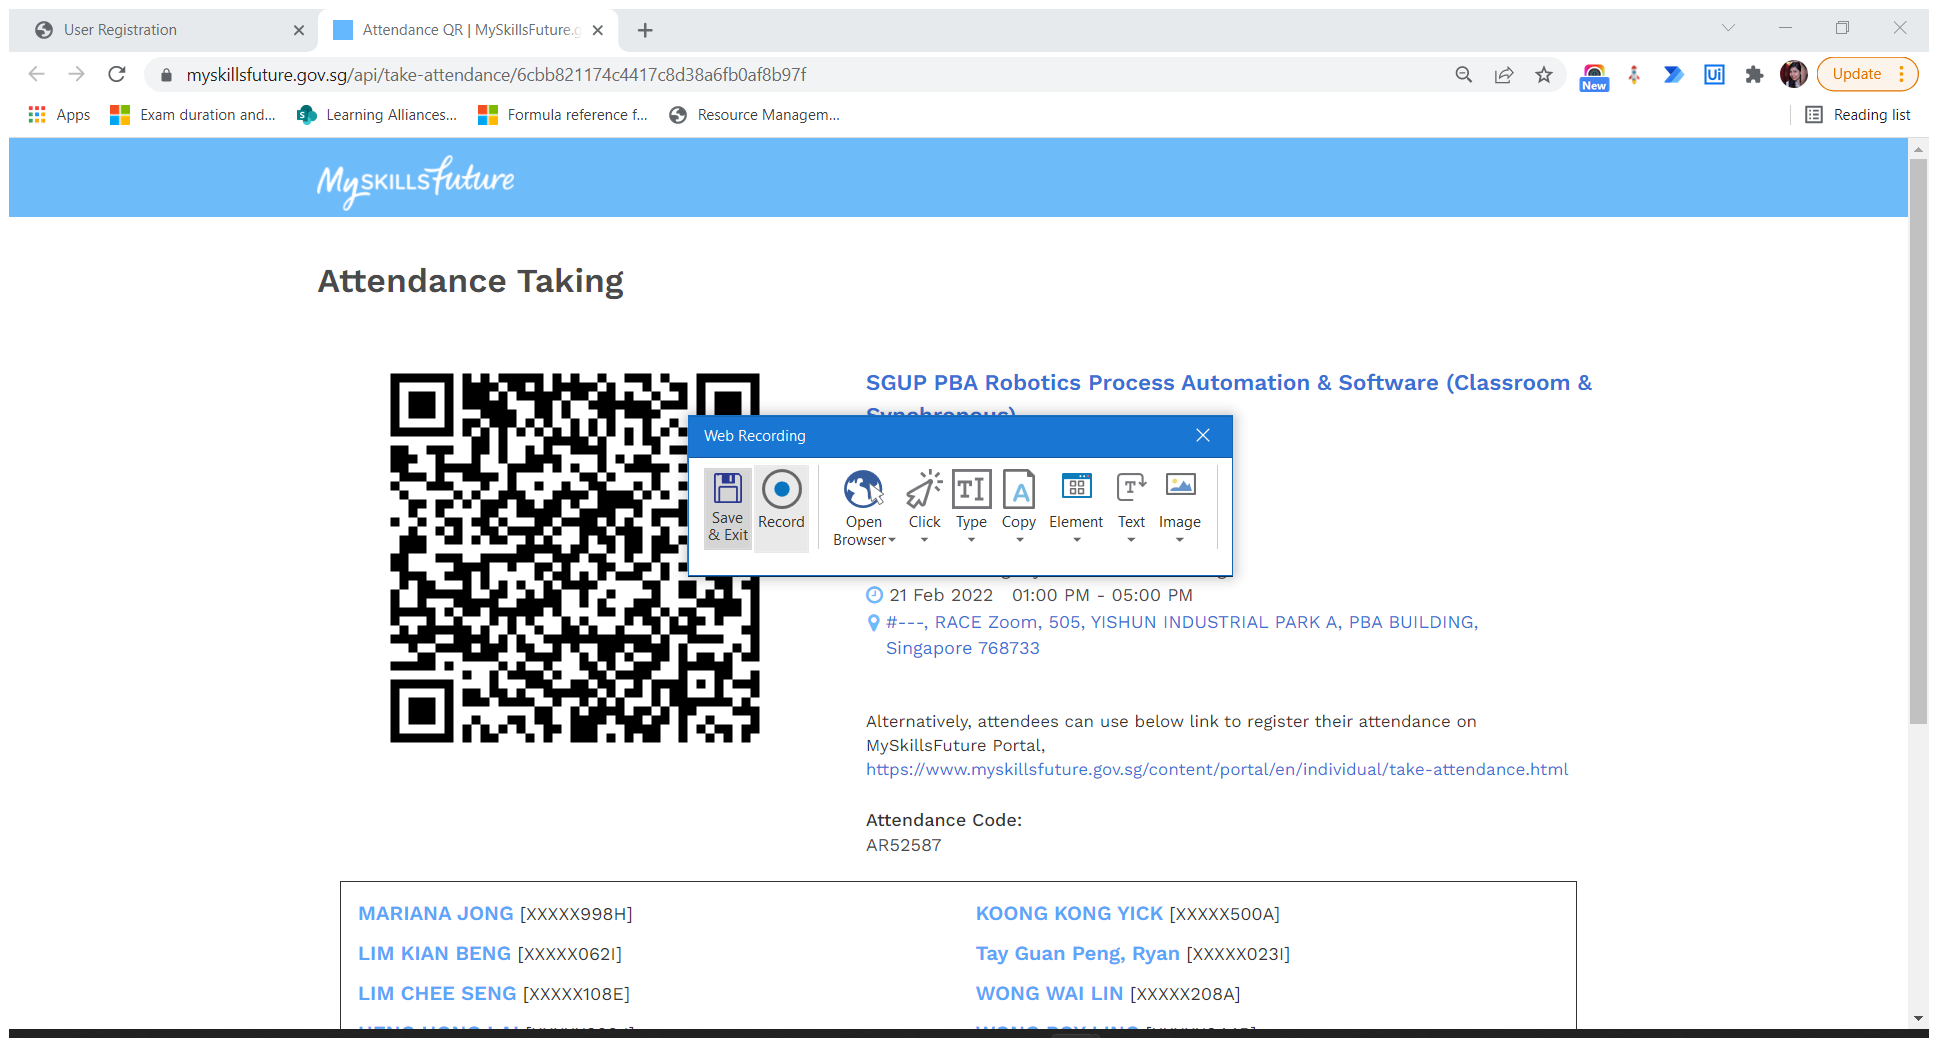 User Registration
Attendance QR | MySkillsFuture.g
myskillsfuture.gov.sg/api/take-attendance/6cbb821174c4417c8d38a6fb0af8b97f
New
Ui
Update
Apps
Exam duration and...
Learning Alliances...
Formula reference f...
Resource Managem...
Reading list
MySKILLSFuture
Attendance Taking
SGUP PBA Robotics Process Automation & Software (Classroom &
Synchronous)
Web Recording
Save & Exit
Record
Open Browser
Click
Type
Copy
Element
Text
Image
21 Feb 2022 01:00 PM - 05:00 PM
#---, RACE Zoom, 505, YISHUN INDUSTRIAL PARK A, PBA BUILDING,
Singapore 768733
Alternatively, attendees can use below link to register their attendance on
MySkillsFuture Portal,
https://www.myskillsfuture.gov.sg/content/portal/en/individual/take-attendance.html
Attendance Code:
AR52587
MARIANA JONG [XXXXX998H]
KOONG KONG YICK [XXXXX500A]
LIM KIAN BENG [XXXXX062I]
Tay Guan Peng, Ryan [XXXXX023I]
LIM CHEE SENG [XXXXX108E]
WONG WAI LIN [XXXXX208A]